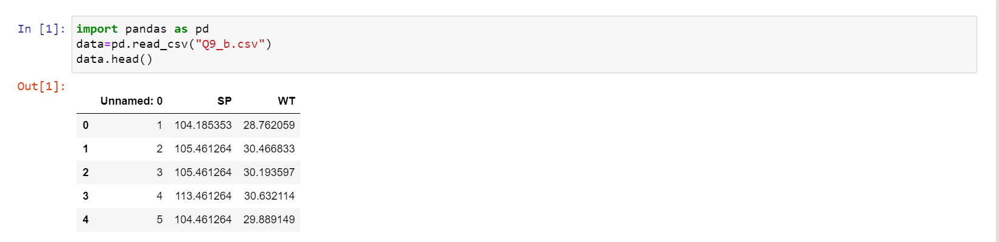 In [1]: import pandas as pd
data=pd.read_csv("Q9_b.csv")
data.head()
Out[1]:
Unnamed: 0 SP WT
0 1 104.185353 28.762059
1 2 105.461264 30.466833
2 3 105.461264 30.193597
3 4 113.461264 30.632114
4 5 104.461264 29.889149